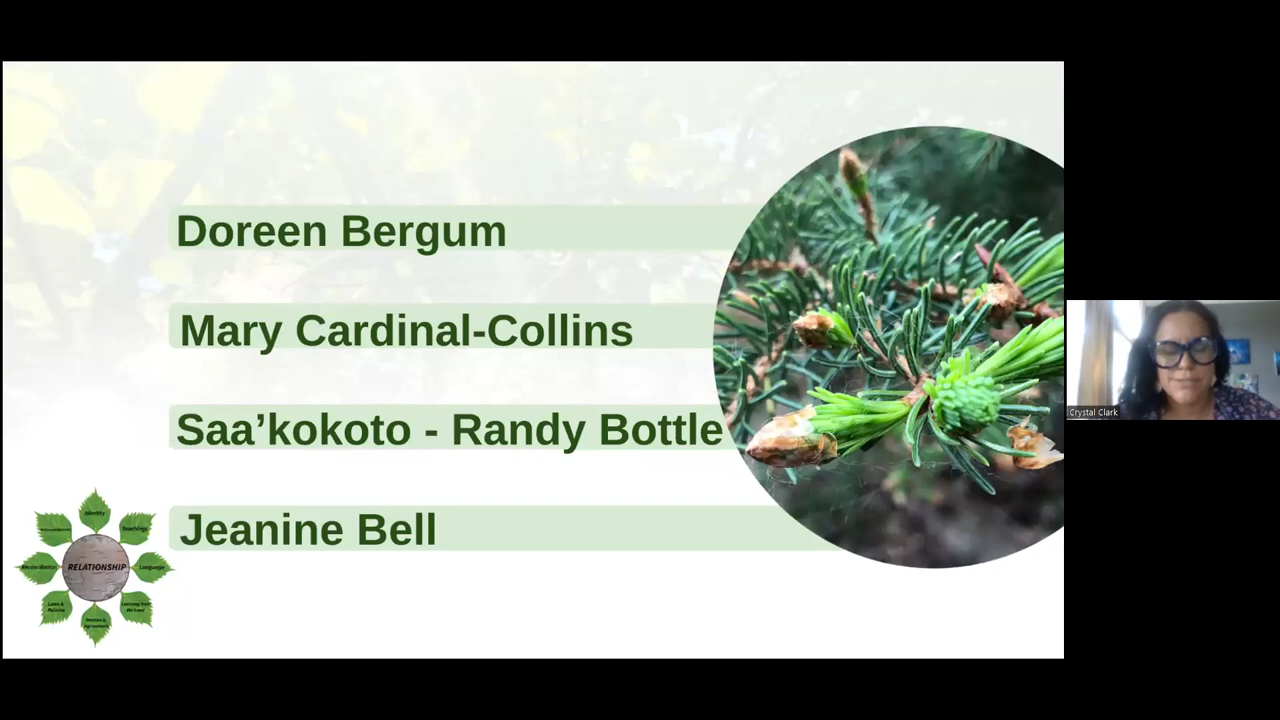 Doreen Bergum
Mary Cardinal-Collins
Saa’kokoto - Randy Bottle
Jeanine Bell
Identity
Teachings
Reconciliation
RELATIONSHIP
Language
Laws &
Policies
Learning from
the Land
Treaties &
Agreements
Crystal Clark